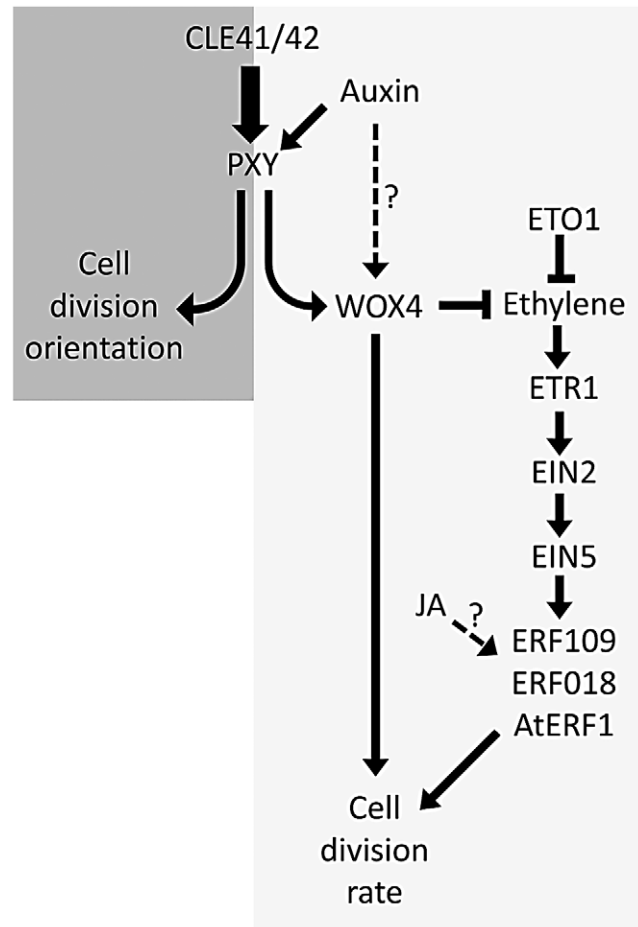 CLE41/42
Auxin
PXY
?
ETO1
Cell
division
orientation
WOX4
Ethylene
ETR1
EIN2
EIN5
JA
?
ERF109
ERF018
AtERF1
Cell
division
rate